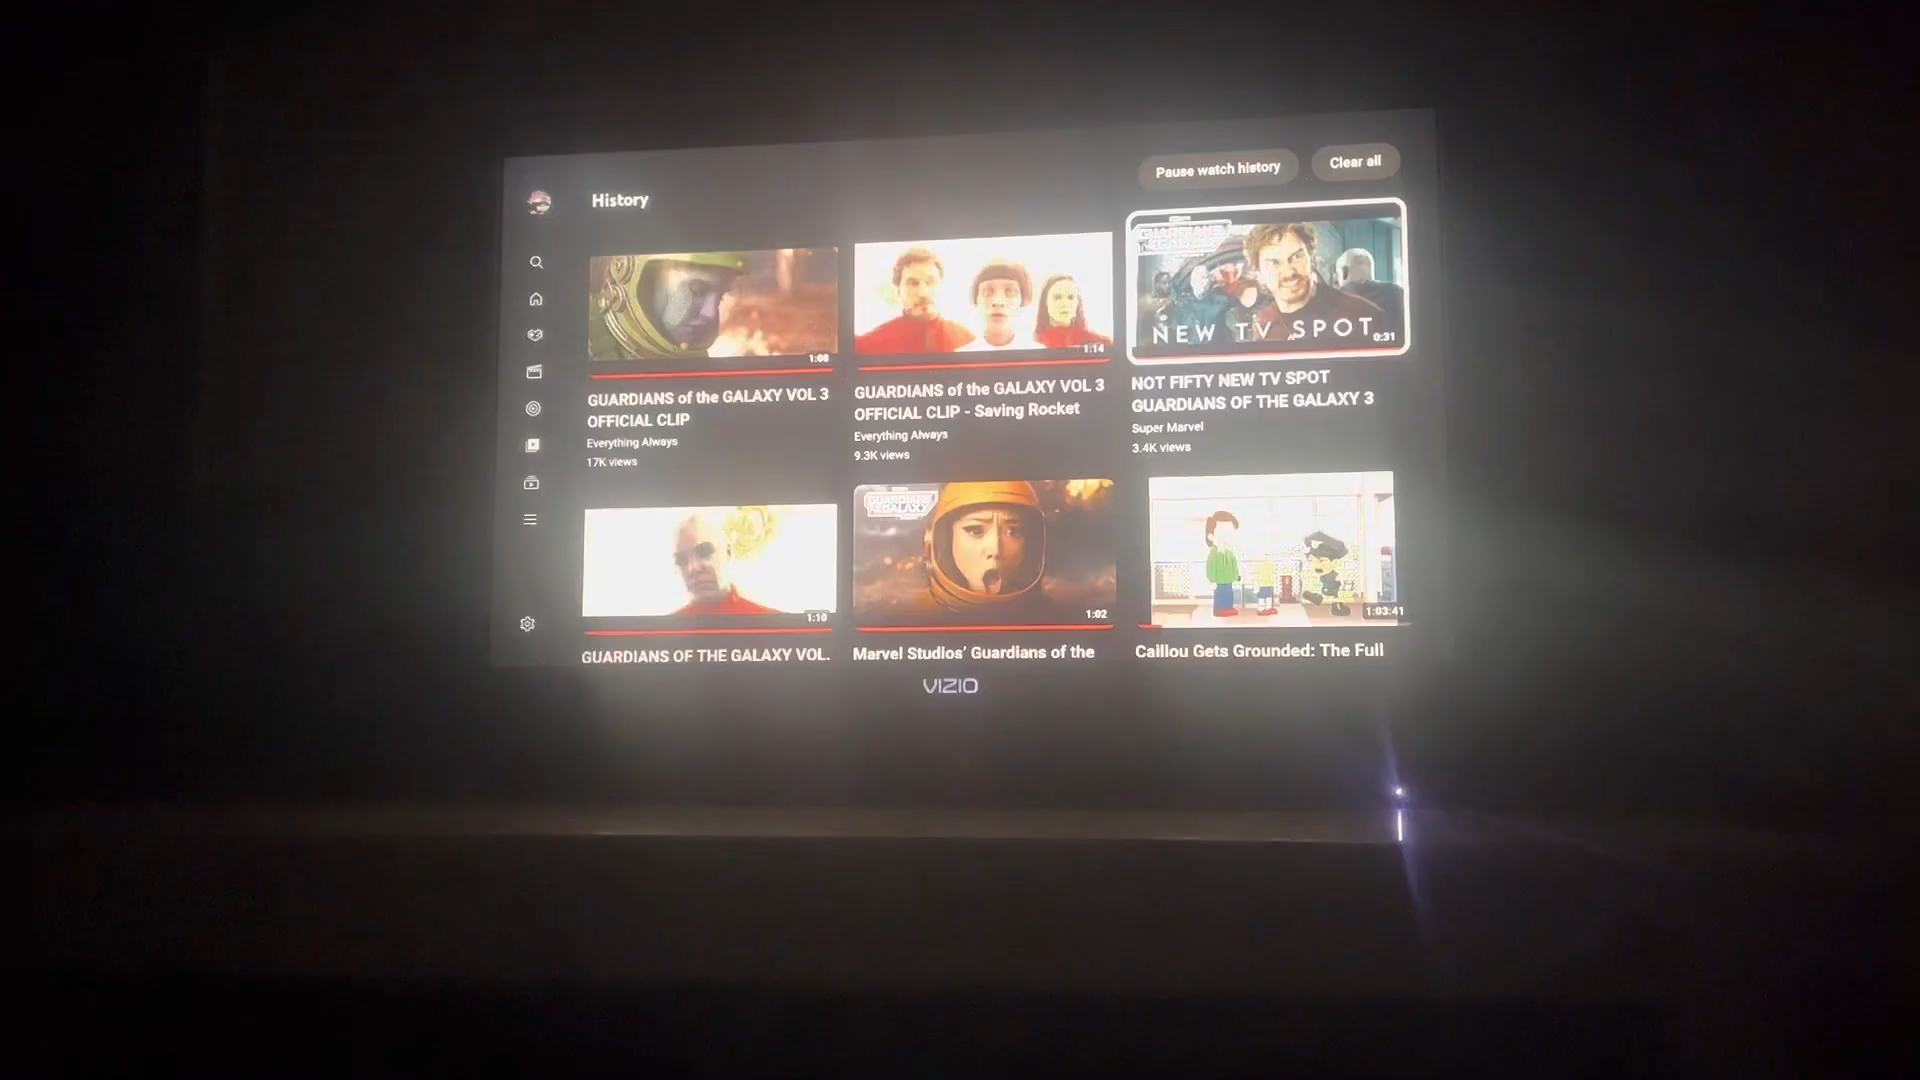 Pause watch history
Clear all
History
GUARDIANS
GALAXY
NEW TV SPOT
1:08
1:14
0:31
GUARDIANS of the GALAXY VOL 3
OFFICIAL CLIP
Everything Always
17K views
GUARDIANS of the GALAXY VOL 3
OFFICIAL CLIP - Saving Rocket
Everything Always
9.3K views
NOT FIFTY NEW TV SPOT
GUARDIANS OF THE GALAXY 3
Super Marvel
3.4K views
GUARDIANS
GALAXY
1:10
1:02
1:03:41
GUARDIANS OF THE GALAXY VOL.
Marvel Studios’ Guardians of the
Caillou Gets Grounded: The Full
VIZIO